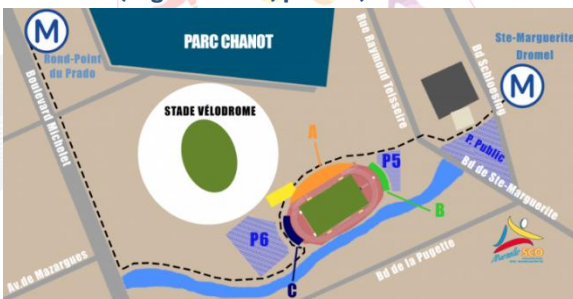 M
Rond-Point
du Prado
PARC CHANOT
Ste-Marguerite
Dromel
M
Rue Raymond Teisseire
Bd Schloesing
Boulevard Michelet
STADE VÉLODROME
A
P5
P. Public
B
Bd de Ste-Marguerite
P6
C
Bd de la Pugette
Av. de Mazargues
SCO